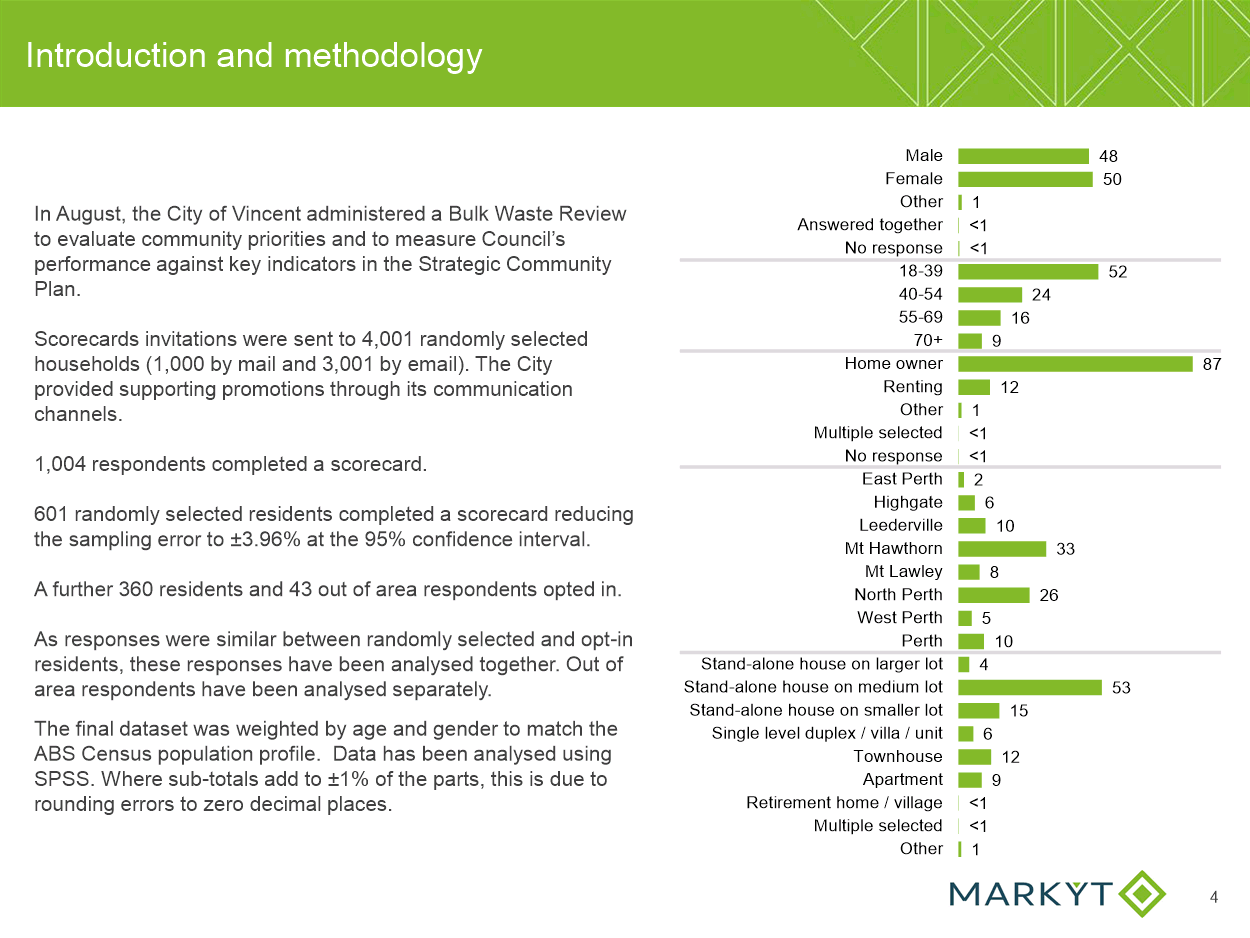 Introduction and methodology
In August, the City of Vincent administered a Bulk Waste Review
to evaluate community priorities and to measure Council’s
performance against key indicators in the Strategic Community
Plan.
Scorecards invitations were sent to 4,001 randomly selected
households (1,000 by mail and 3,001 by email). The City
provided supporting promotions through its communication
channels.
1,004 respondents completed a scorecard.
601 randomly selected residents completed a scorecard reducing
the sampling error to ±3.96% at the 95% confidence interval.
A further 360 residents and 43 out of area respondents opted in.
As responses were similar between randomly selected and opt-in
residents, these responses have been analysed together. Out of
area respondents have been analysed separately.
The final dataset was weighted by age and gender to match the
ABS Census population profile.  Data has been analysed using
SPSS. Where sub-totals add to ±1% of the parts, this is due to
rounding errors to zero decimal places.
Male 48
Female 50
Other 1
Answered together <1
No response <1
18-39 52
40-54 24
55-69 16
70+ 9
Home owner 87
Renting 12
Other 1
Multiple selected <1
No response <1
East Perth 2
Highgate 6
Leederville 10
Mt Hawthorn 33
Mt Lawley 8
North Perth 26
West Perth 5
Perth 10
Stand-alone house on larger lot 4
Stand-alone house on medium lot 53
Stand-alone house on smaller lot 15
Single level duplex / villa / unit 6
Townhouse 12
Apartment 9
Retirement home / village <1
Multiple selected <1
Other 1
MARKYT
4